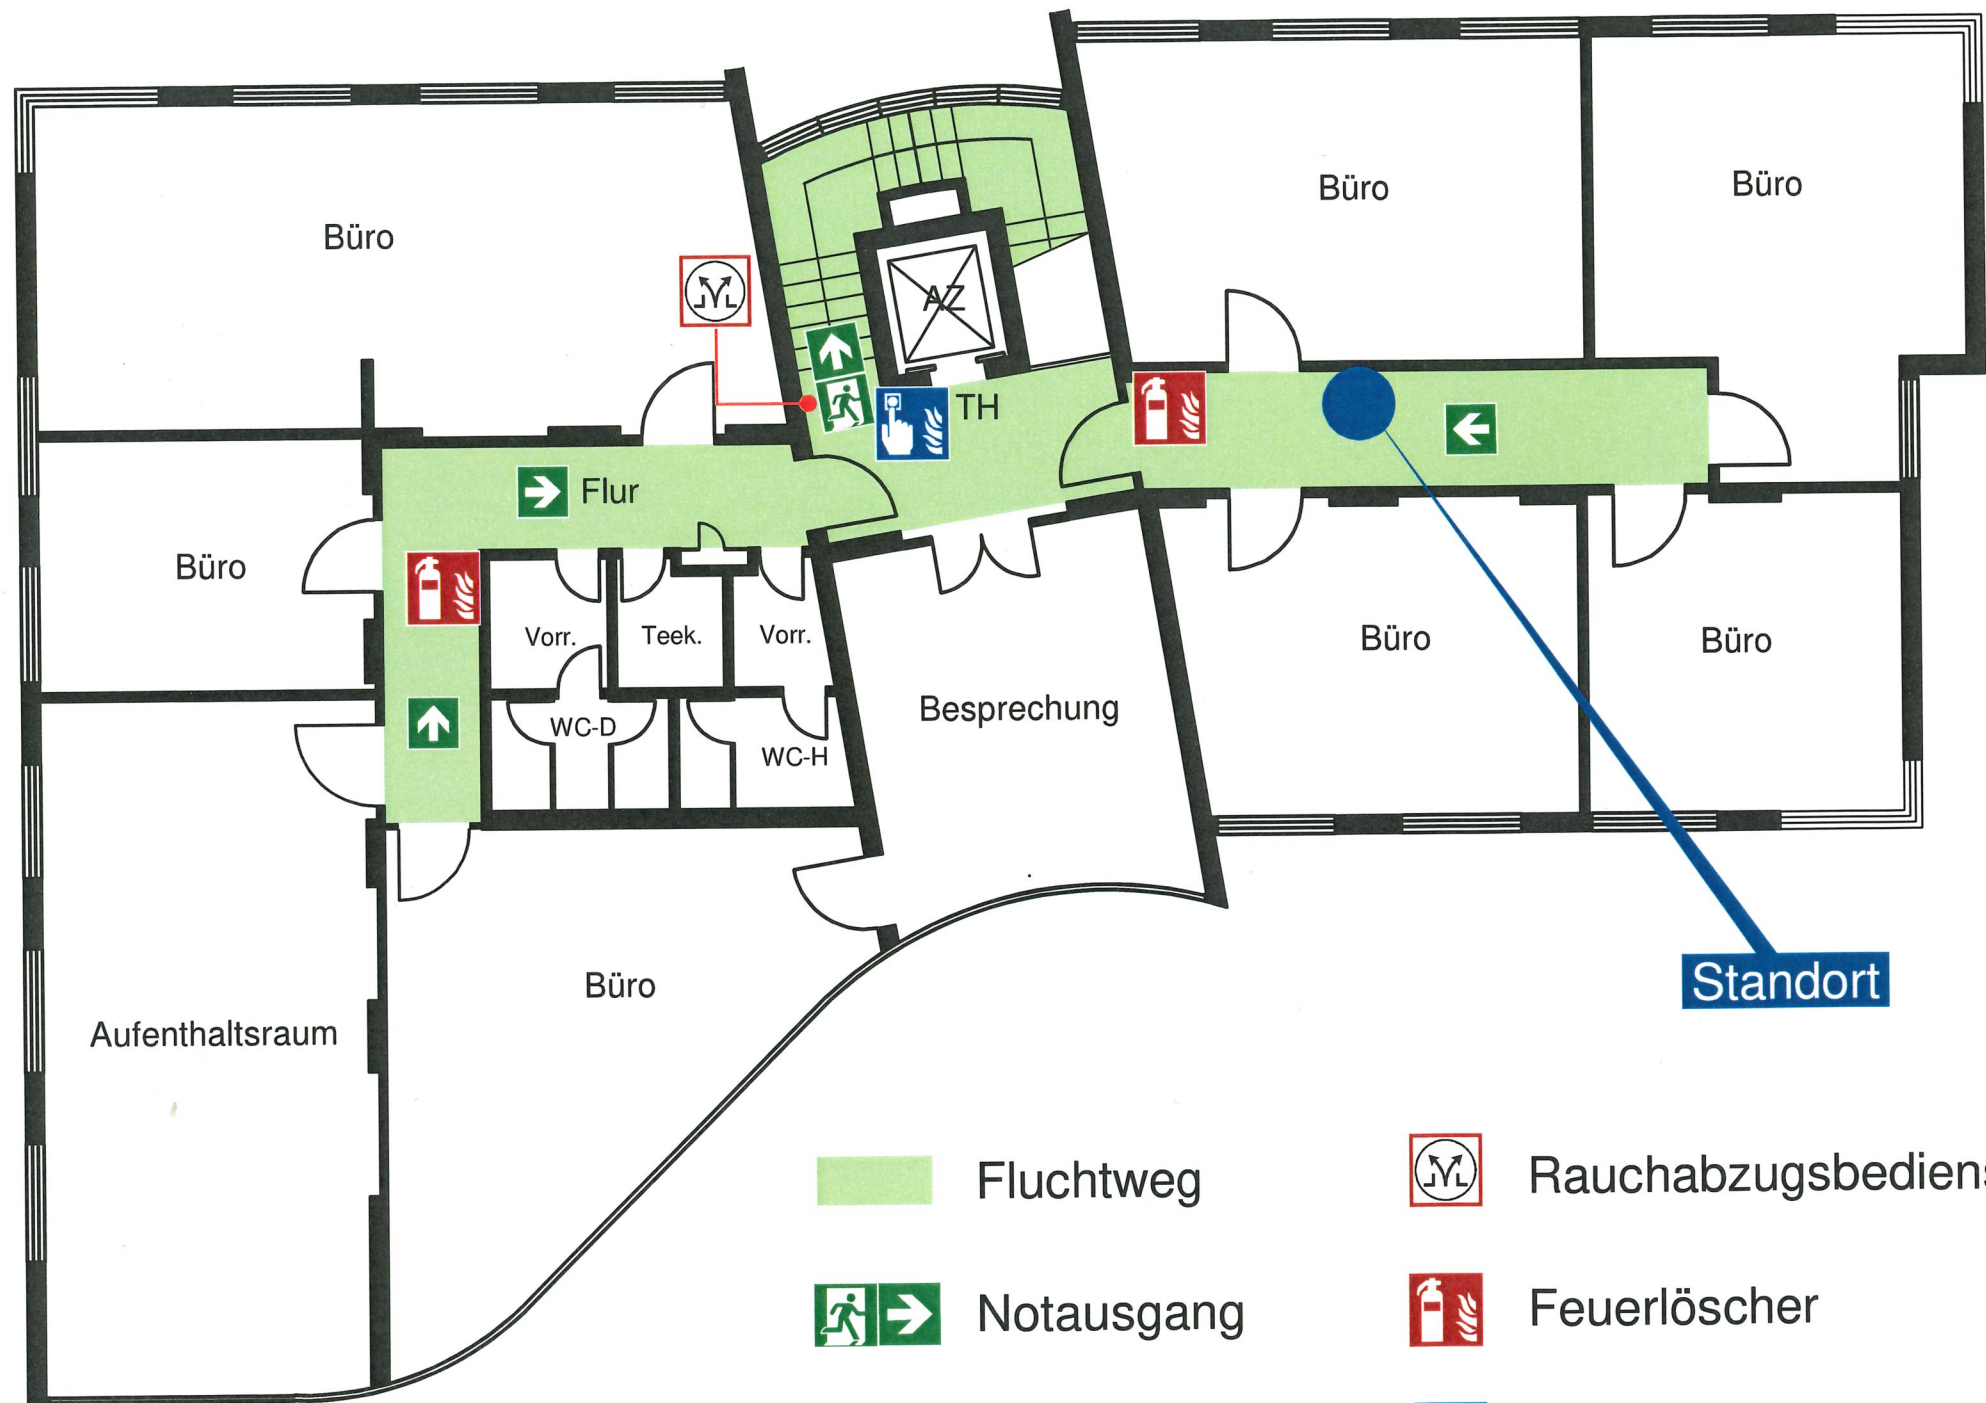 Büro
Büro
Büro
AZ
TH
Flur
Büro
Vorr.
Teek.
Vorr.
Büro
Büro
WC-D
WC-H
Besprechung
Standort
Büro
Aufenthaltsraum
Fluchtweg
Rauchabzugsbediens
Notausgang
Feuerlöscher